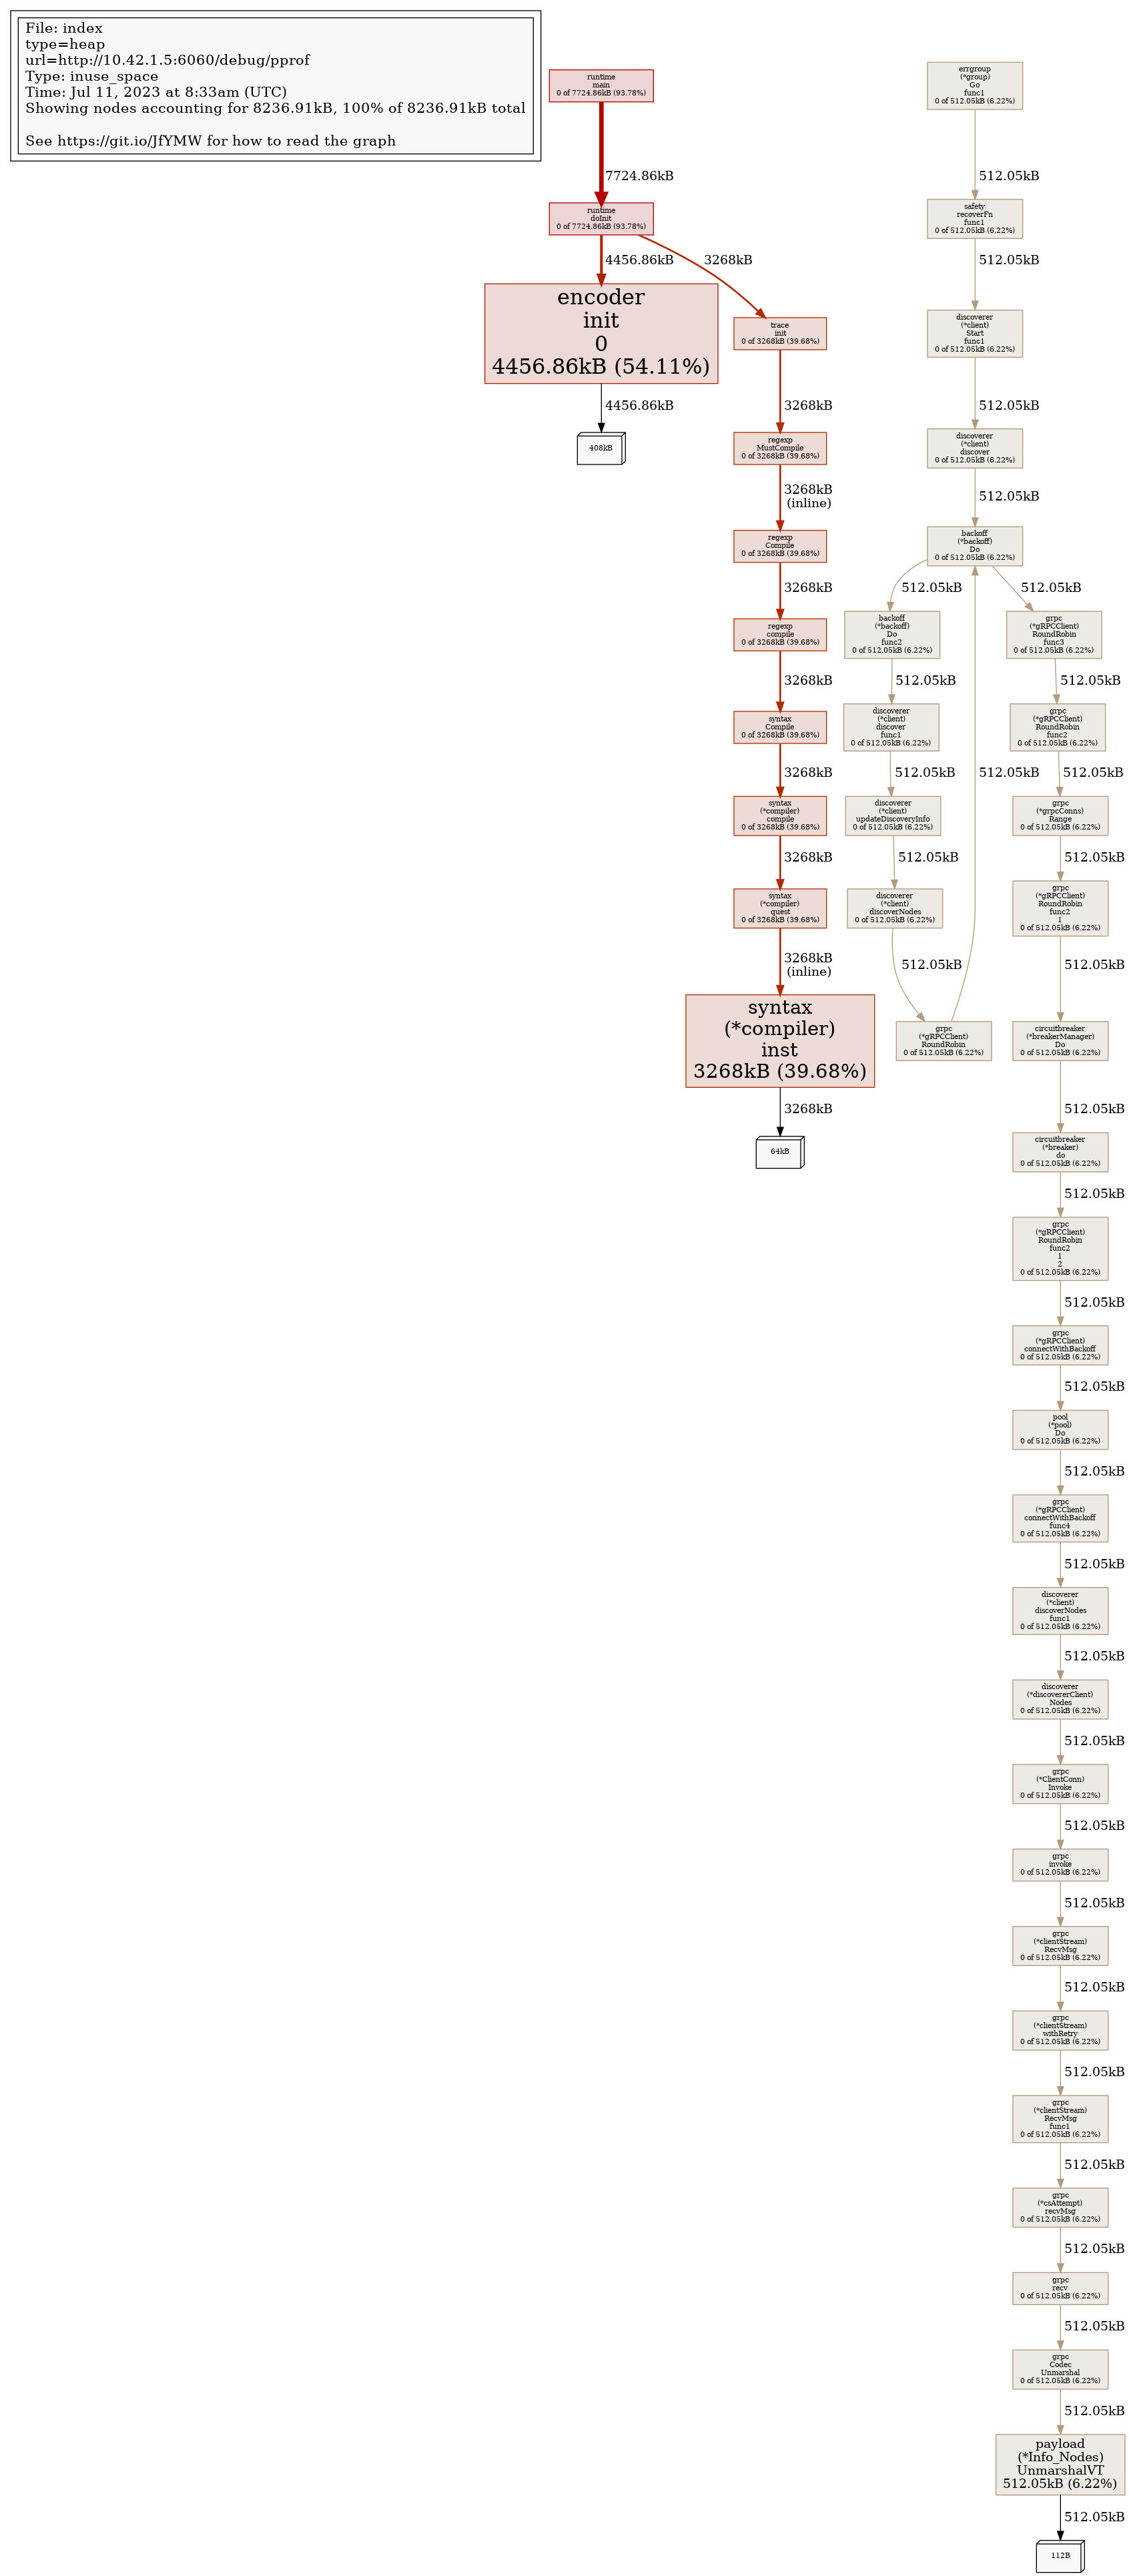 File: index
type=heap
url=http://10.42.1.5:6060/debug/pprof
Type: inuse_space
Time: Jul 11, 2023 at 8:33am (UTC)
Showing nodes accounting for 8236.91kB, 100% of 8236.91kB total
See https://git.io/JfYMW for how to read the graph
runtime
main
0 of 7724.86kB (93.78%)
7724.86kB
runtime
doInit
0 of 7724.86kB (93.78%)
4456.86kB
3268kB
encoder
init
0
4456.86kB (54.11%)
4456.86kB
408kB
trace
init
0 of 3268kB (39.68%)
3268kB
regexp
MustCompile
0 of 3268kB (39.68%)
3268kB
(inline)
regexp
Compile
0 of 3268kB (39.68%)
3268kB
regexp
compile
0 of 3268kB (39.68%)
3268kB
syntax
Compile
0 of 3268kB (39.68%)
3268kB
syntax
(*compiler)
compile
0 of 3268kB (39.68%)
3268kB
syntax
(*compiler)
quest
0 of 3268kB (39.68%)
3268kB
(inline)
syntax
(*compiler)
inst
3268kB (39.68%)
3268kB
64kB
errgroup
(*group)
Go
func1
0 of 512.05kB (6.22%)
512.05kB
safety
recoverFn
func1
0 of 512.05kB (6.22%)
512.05kB
discoverer
(*client)
Start
func1
0 of 512.05kB (6.22%)
512.05kB
discoverer
(*client)
discover
0 of 512.05kB (6.22%)
512.05kB
backoff
(*backoff)
Do
0 of 512.05kB (6.22%)
512.05kB
512.05kB
backoff
(*backoff)
Do
func2
0 of 512.05kB (6.22%)
512.05kB
discoverer
(*client)
discover
func1
0 of 512.05kB (6.22%)
512.05kB
discoverer
(*client)
updateDiscoveryInfo
0 of 512.05kB (6.22%)
512.05kB
discoverer
(*client)
discoverNodes
0 of 512.05kB (6.22%)
512.05kB
grpc
(*gRPCClient)
RoundRobin
0 of 512.05kB (6.22%)
512.05kB
grpc
(*gRPCClient)
RoundRobin
func3
0 of 512.05kB (6.22%)
512.05kB
grpc
(*gRPCClient)
RoundRobin
func2
0 of 512.05kB (6.22%)
512.05kB
grpc
(*grpcConns)
Range
0 of 512.05kB (6.22%)
512.05kB
grpc
(*gRPCClient)
RoundRobin
func2
1
0 of 512.05kB (6.22%)
512.05kB
circuitbreaker
(*breakerManager)
Do
0 of 512.05kB (6.22%)
512.05kB
circuitbreaker
(*breaker)
do
0 of 512.05kB (6.22%)
512.05kB
grpc
(*gRPCClient)
RoundRobin
func2
1
2
0 of 512.05kB (6.22%)
512.05kB
grpc
(*gRPCClient)
connectWithBackoff
0 of 512.05kB (6.22%)
512.05kB
pool
(*pool)
Do
0 of 512.05kB (6.22%)
512.05kB
grpc
(*gRPCClient)
connectWithBackoff
func4
0 of 512.05kB (6.22%)
512.05kB
discoverer
(*client)
discoverNodes
func1
0 of 512.05kB (6.22%)
512.05kB
discoverer
(*discovererClient)
Nodes
0 of 512.05kB (6.22%)
512.05kB
grpc
(*ClientConn)
Invoke
0 of 512.05kB (6.22%)
512.05kB
grpc
invoke
0 of 512.05kB (6.22%)
512.05kB
grpc
(*clientStream)
RecvMsg
0 of 512.05kB (6.22%)
512.05kB
grpc
(*clientStream)
withRetry
0 of 512.05kB (6.22%)
512.05kB
grpc
(*clientStream)
RecvMsg
func1
0 of 512.05kB (6.22%)
512.05kB
grpc
(*csAttempt)
recvMsg
0 of 512.05kB (6.22%)
512.05kB
grpc
recv
0 of 512.05kB (6.22%)
512.05kB
grpc
Codec
Unmarshal
0 of 512.05kB (6.22%)
512.05kB
payload
(*Info_Nodes)
UnmarshalVT
512.05kB (6.22%)
512.05kB
112B